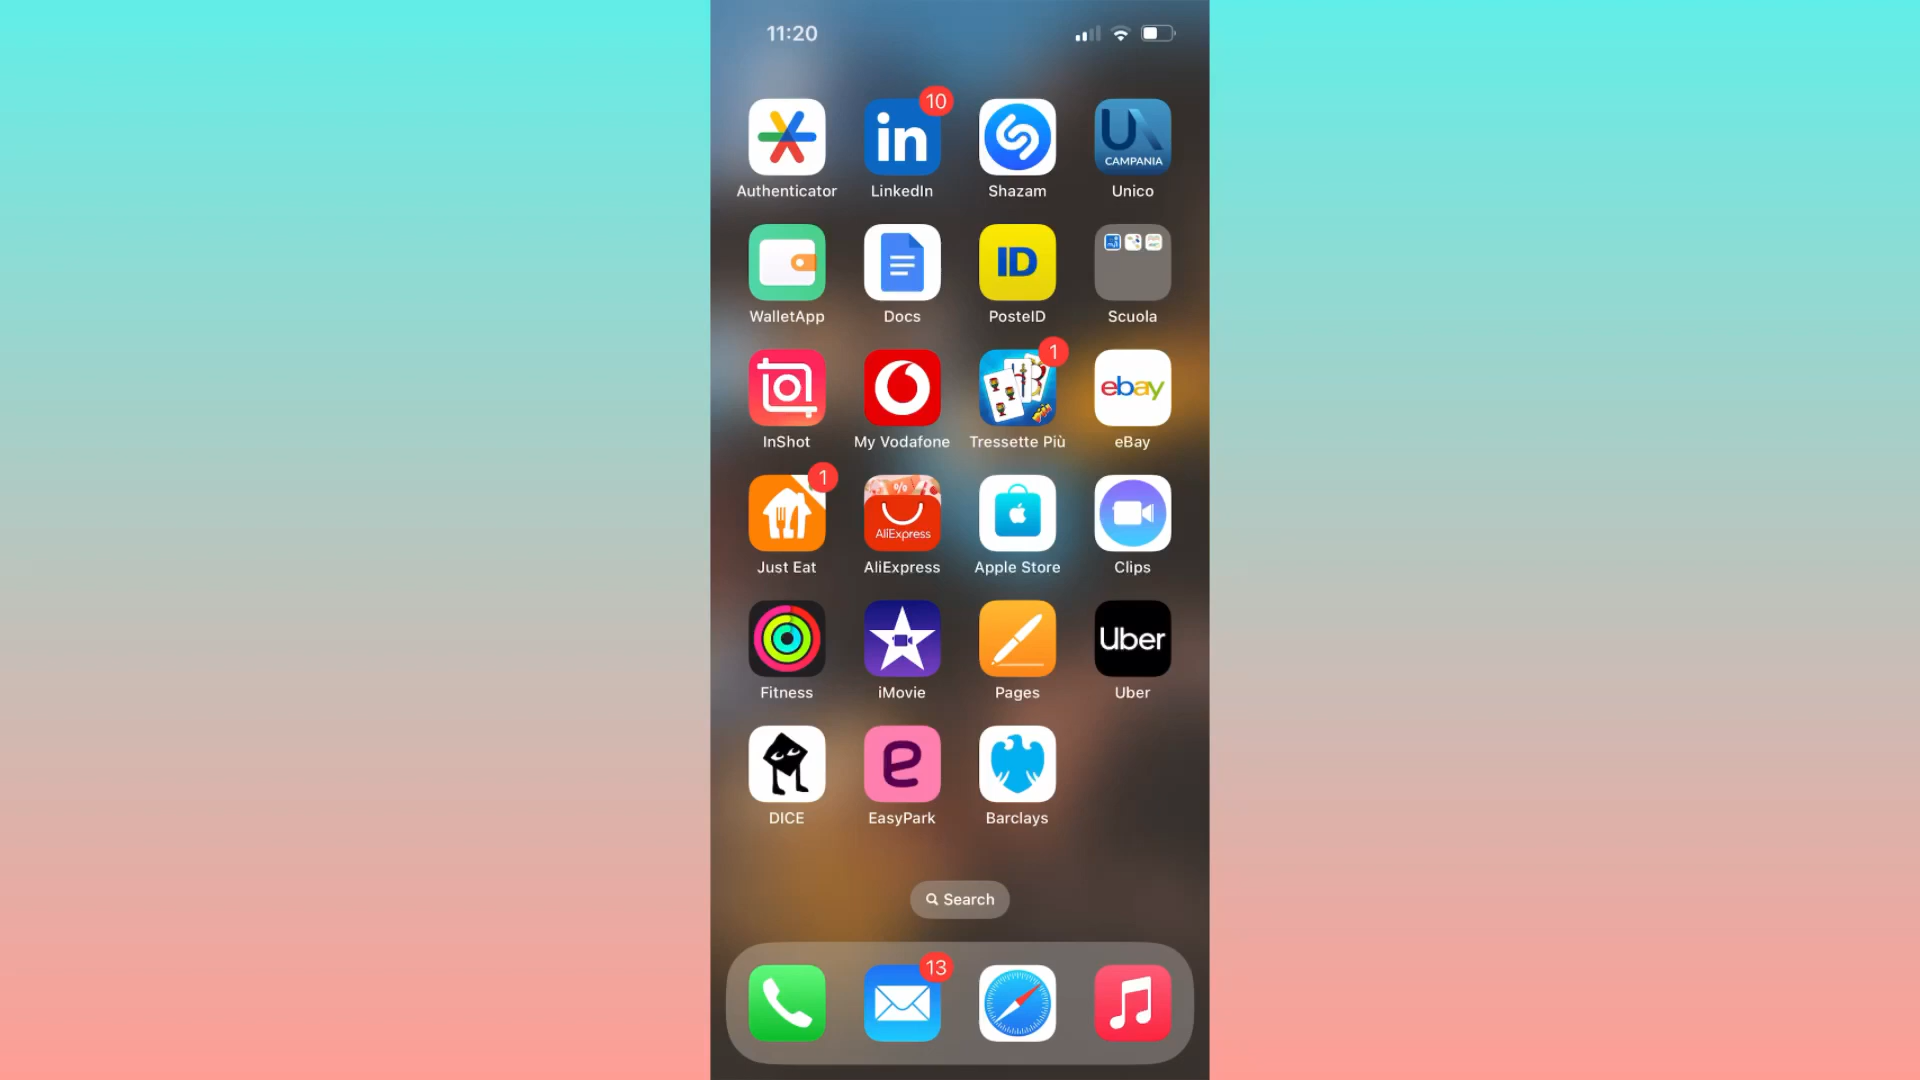 11:20
10
in
CAMPANIA
Authenticator LinkedIn Shazam Unico
ID
WalletApp Docs PosteID Scuola
1
ebay
InShot My Vodafone Tressette Più eBay
1
%
AliExpress
Just Eat AliExpress Apple Store Clips
Uber
Fitness iMovie Pages Uber
e
DICE EasyPark Barclays
Search
13